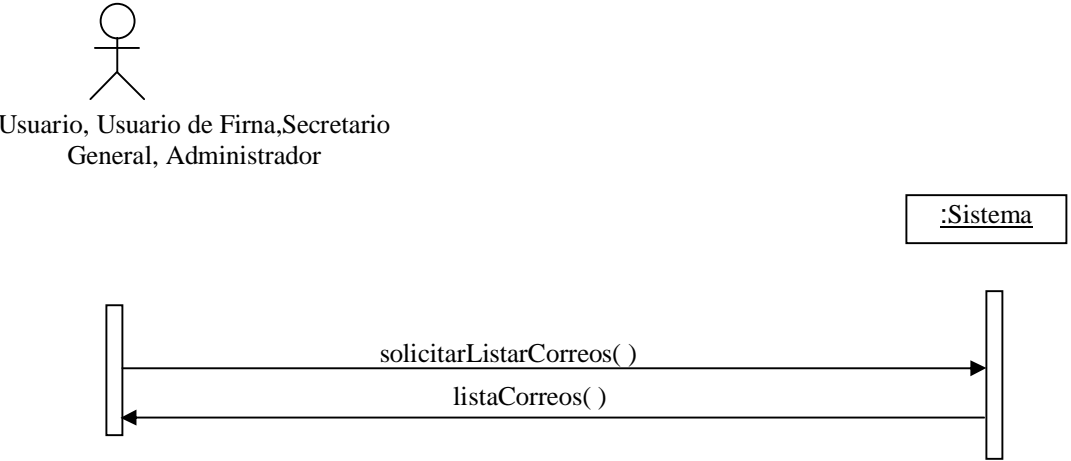 Usuario, Usuario de Firna,Secretario
General, Administrador
:Sistema
solicitarListarCorreos( )
listaCorreos( )